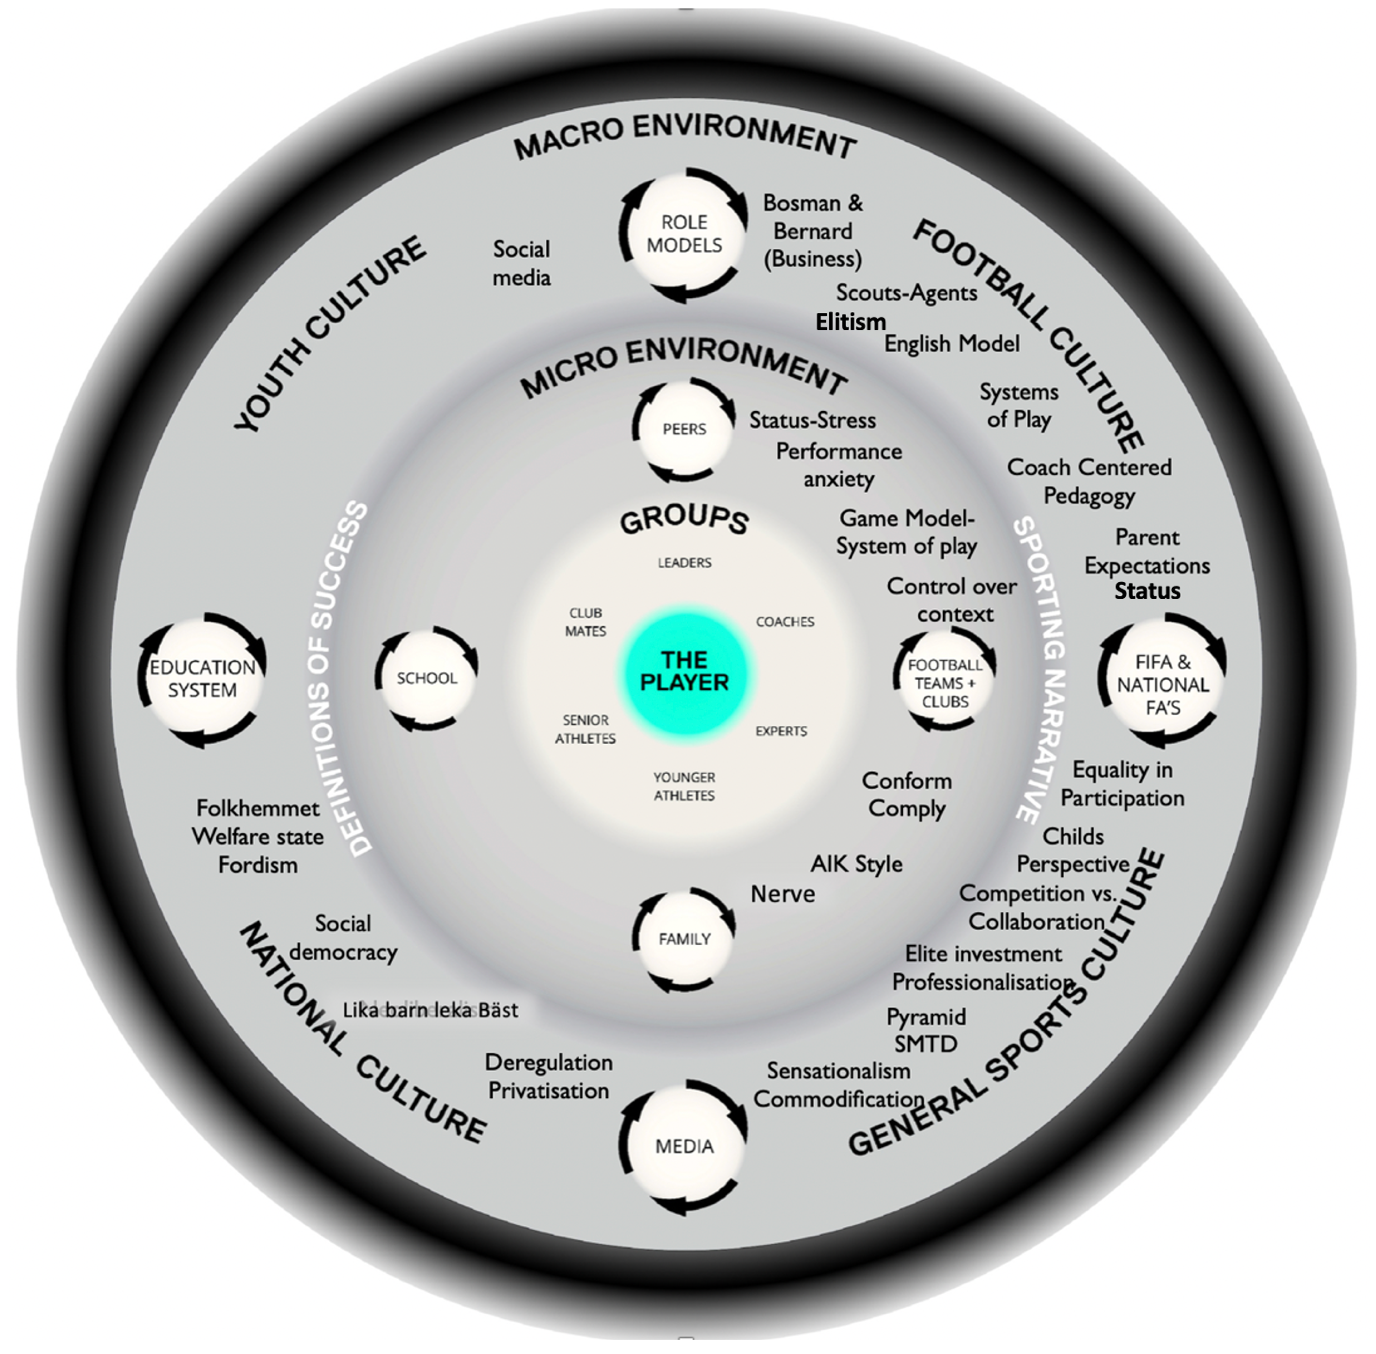 MACRO ENVIRONMENT
ROLE
MODELS
Bosman &
Bernard
(Business)
Social
media
YOUTH CULTURE
FOOTBALL CULTURE
Scouts-Agents
Elitism
English Model
MICRO ENVIRONMENT
Systems
of Play
PEERS
Status-Stress
Performance
anxiety
Coach Centered
Pedagogy
GROUPS
Game Model-
System of play
Parent
Expectations
Status
DEFINITIONS OF SUCCESS
SPORTING NARRATIVE
LEADERS
Control over
context
CLUB
MATES
COACHES
EDUCATION
SYSTEM
SCHOOL
THE
PLAYER
FOOTBALL
TEAMS +
CLUBS
FIFA &
NATIONAL
FA'S
SENIOR
ATHLETES
EXPERTS
YOUNGER
ATHLETES
Conform
Comply
Equality in
Participation
Folkhemmet
Welfare state
Fordism
Childs
Perspective
AIK Style
Nerve
Competition vs.
Collaboration
Social
democracy
FAMILY
Elite investment
Professionalisation
NATIONAL CULTURE
GENERAL SPORTS CULTURE
Lika barn leka Bäst
Pyramid
SMTD
Deregulation
Privatisation
Sensationalism
Commodification
MEDIA